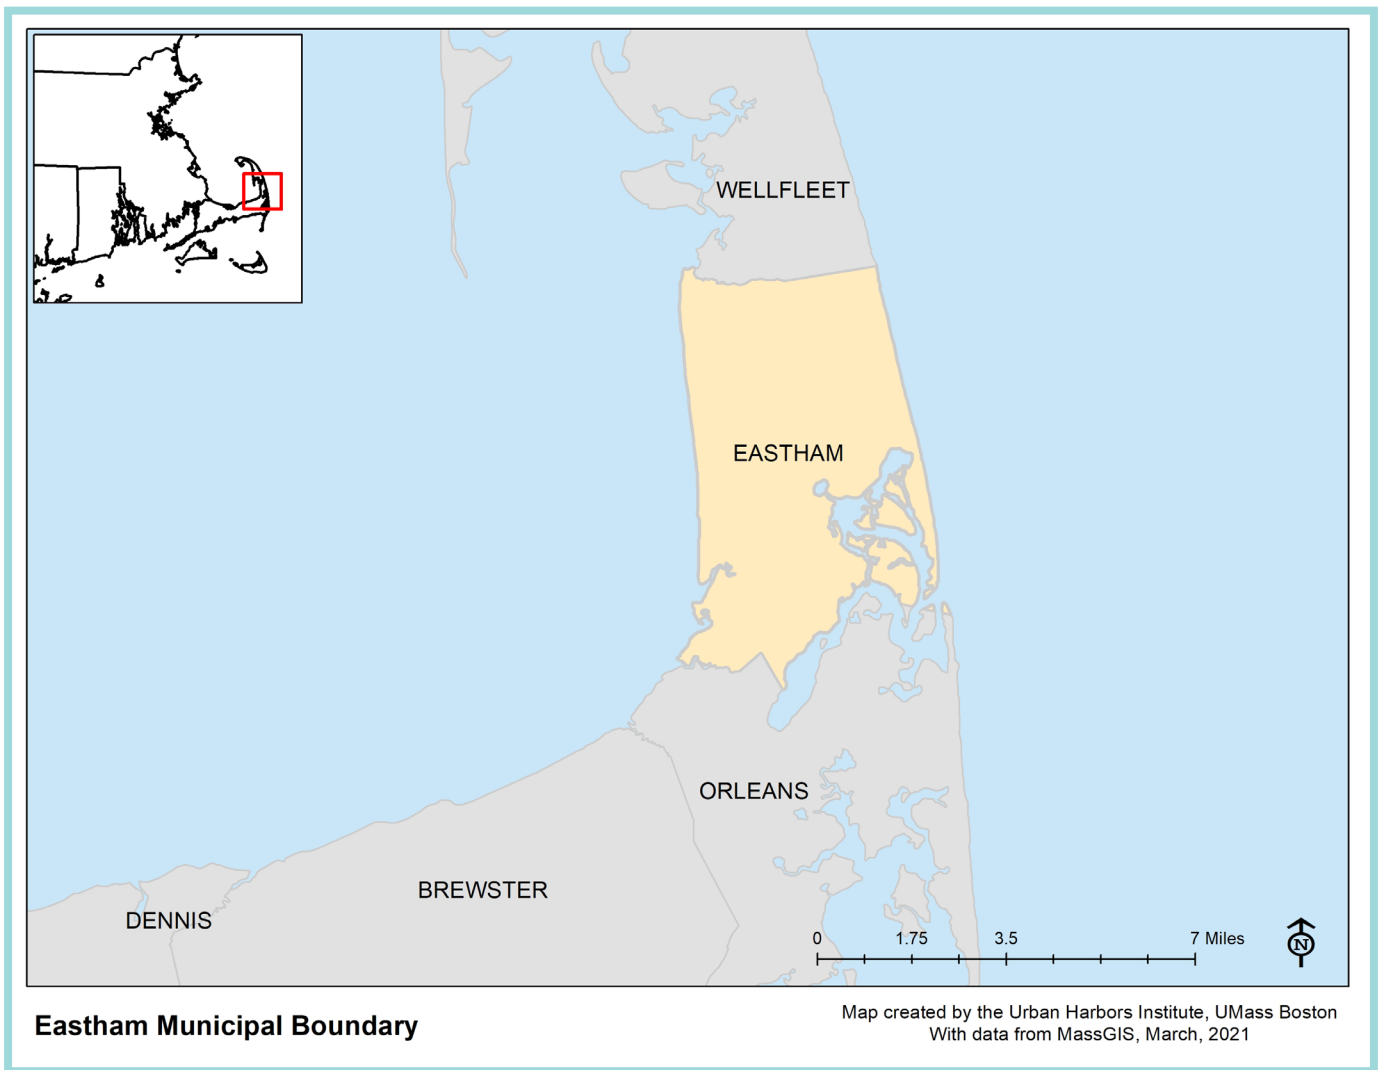 WELLFLEET
EASTHAM
ORLEANS
BREWSTER
DENNIS
0 1.75 3.5 7 Miles
N
Eastham Municipal Boundary
Map created by the Urban Harbors Institute, UMass Boston
With data from MassGIS, March, 2021